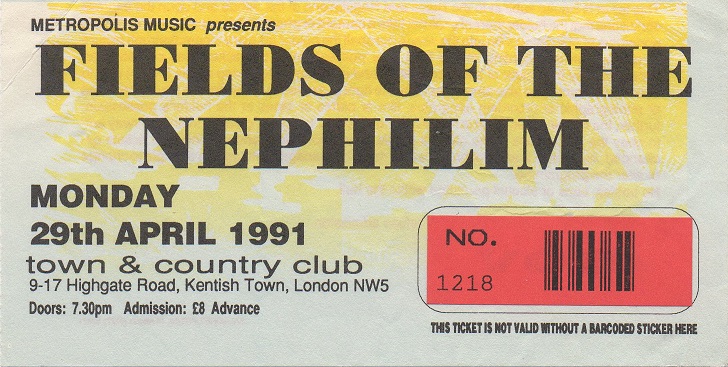 METROPOLIS MUSIC presents
FIELDS OF THE
NEPHILIM
MONDAY
29th APRIL 1991
town & country club
9-17 Highgate Road, Kentish Town, London NW5
Doors: 7.30pm Admission: £8 Advance
NO.
1218
THIS TICKET IS NOT VALID WITHOUT A BARCODED STICKER HERE